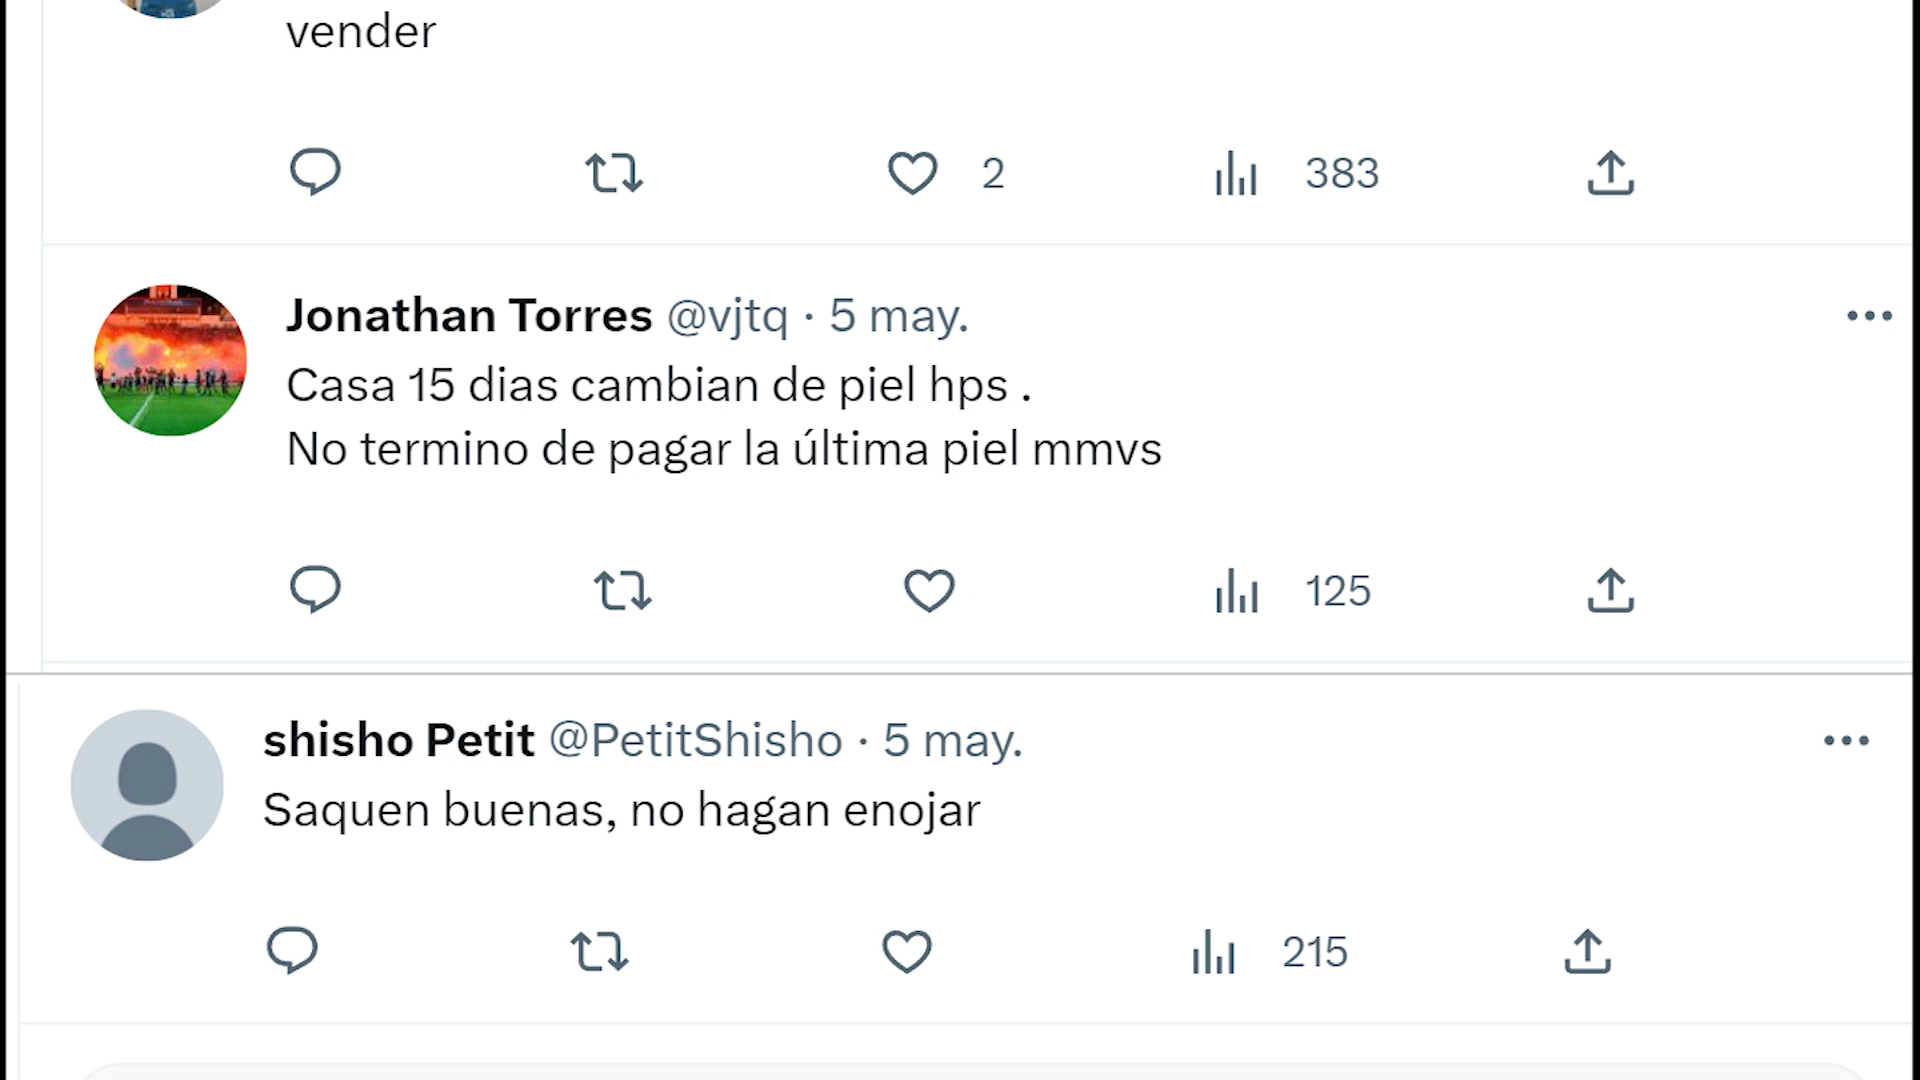 vender
2
383
Jonathan Torres @vjtq · 5 may.
Casa 15 dias cambian de piel hps .
No termino de pagar la última piel mmvs
125
shisho Petit @PetitShisho · 5 may.
Saquen buenas, no hagan enojar
215